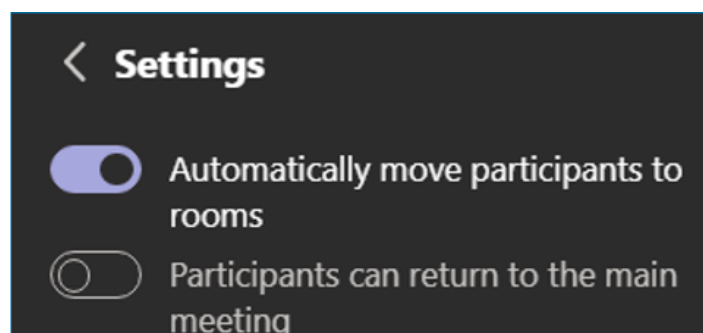 Settings
Automatically move participants to
rooms
Participants can return to the main
meeting